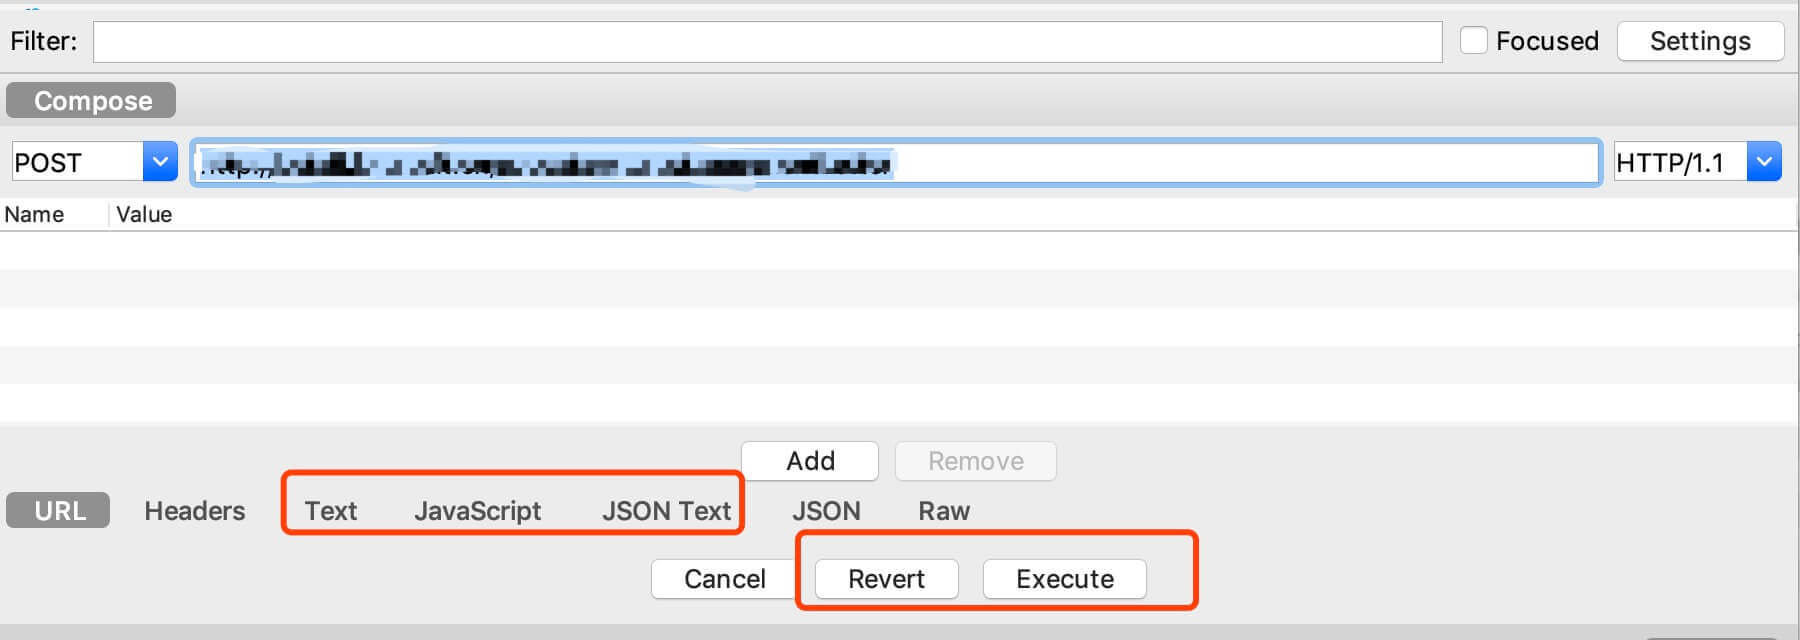 Filter: Focused Settings
Compose
POST HTTP/1.1
Name Value
Add Remove
URL Headers Text JavaScript JSON Text JSON Raw
Cancel Revert Execute